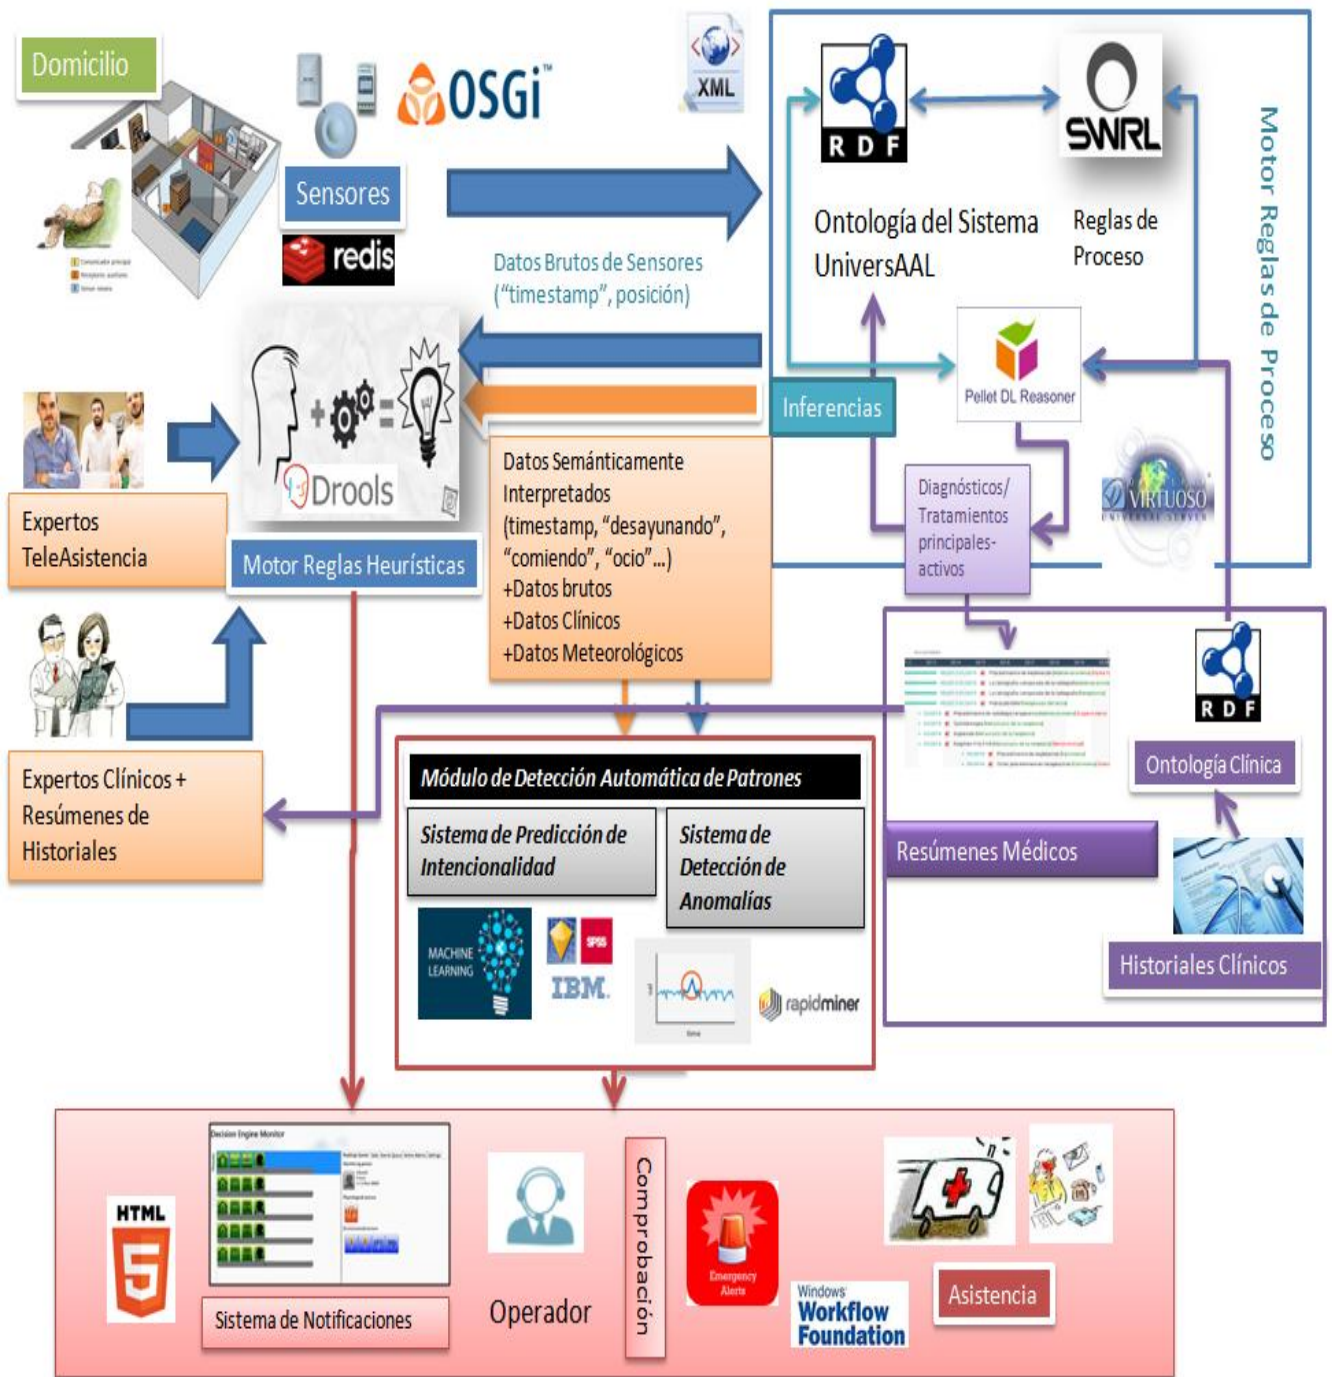 Domicilio
Sensores
OSGi™
redis
XML
RDF
SWRL
Ontología del Sistema
UniversAAL
Reglas de
Proceso
Motor Reglas de Proceso
Datos Brutos de Sensores
("timestamp", posición)
Pellet DL Reasoner
Inferencias
VIRTUOSO
UNIVERSAL SERVER
Diagnósticos/
Tratamientos
principales-
activos
Drools
Expertos
TeleAsistencia
Motor Reglas Heurísticas
Datos Semánticamente
Interpretados
(timestamp, "desayunando",
"comiendo", "ocio"...)
+Datos brutos
+Datos Clínicos
+Datos Meteorológicos
Expertos Clínicos +
Resúmenes de
Historiales
RDF
Ontología Clínica
Resúmenes Médicos
Historiales Clínicos
Módulo de Detección Automática de Patrones
Sistema de Predicción de
Intencionalidad
Sistema de
Detección de
Anomalías
MACHINE
LEARNING
SPSS
IBM.
time
rapidminer
HTML
5
Decision Engine Monitor
Sistema de Notificaciones
Operador
Comprobación
Emergency
Alerts
Windows
Workflow
Foundation
Asistencia